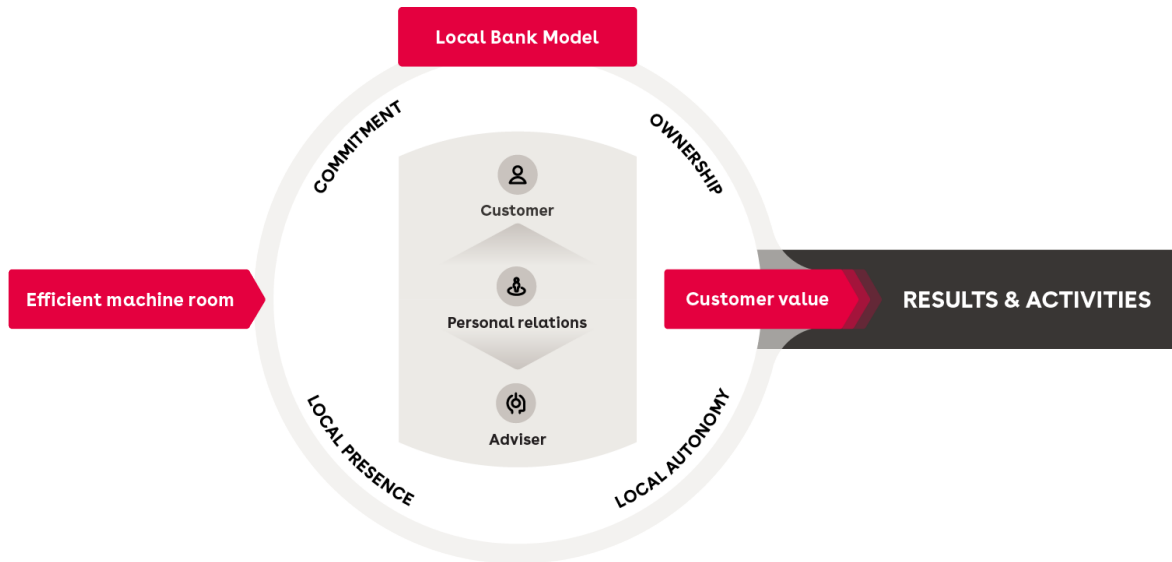 Local Bank Model
COMMITMENT
OWNERSHIP
Customer
Efficient machine room
Personal relations
Customer value
RESULTS & ACTIVITIES
Adviser
LOCAL PRESENCE
LOCAL AUTONOMY